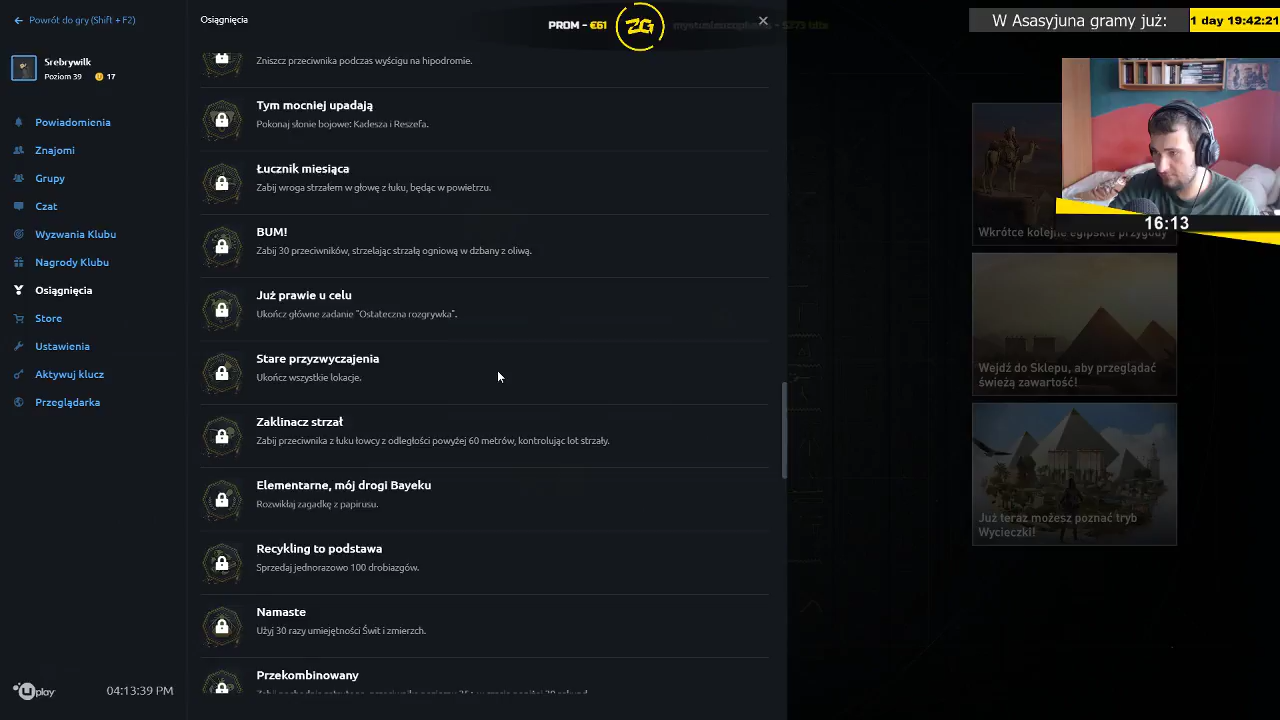 Powrót do gry (Shift + F2)
Osiągnięcia
PROM - €61
ZG
W Asasyjuna gramy już:
1 day 19:42:21
Srebrywilk
Poziom 39
17
Powiadomienia
Znajomi
Grupy
Czat
Wyzwania Klubu
Nagrody Klubu
Osiągnięcia
Store
Ustawienia
Aktywuj klucz
Przeglądarka
Zniszcz przeciwnika podczas wyścigu na hipodromie.
Tym mocniej upadają
Pokonaj słonie bojowe: Kadesza i Reszefa.
Łucznik miesiąca
Zabij wroga strzałem w głowę z łuku, będąc w powietrzu.
BUM!
Zabij 30 przeciwników, strzelając strzałą ogniową w dzbany z oliwą.
Już prawie u celu
Ukończ główne zadanie "Ostateczna rozgrywka".
Stare przyzwyczajenia
Ukończ wszystkie lokacje.
Zaklinacz strzał
Zabij przeciwnika z łuku łowcy z odległości powyżej 60 metrów, kontrolując lot strzały.
Elementarne, mój drogi Bayeku
Rozwikłaj zagadkę z papirusu.
Recykling to podstawa
Sprzedaj jednorazowo 100 drobiazgów.
Namaste
Użyj 30 razy umiejętności Świt i zmierzch.
Przekombinowany
16:13
Wkrótce kolejne egipskie przygody
Wejdź do Sklepu, aby przeglądać
świeżą zawartość!
Już teraz możesz poznać tryb
Wycieczki!
uplay
04:13:39 PM